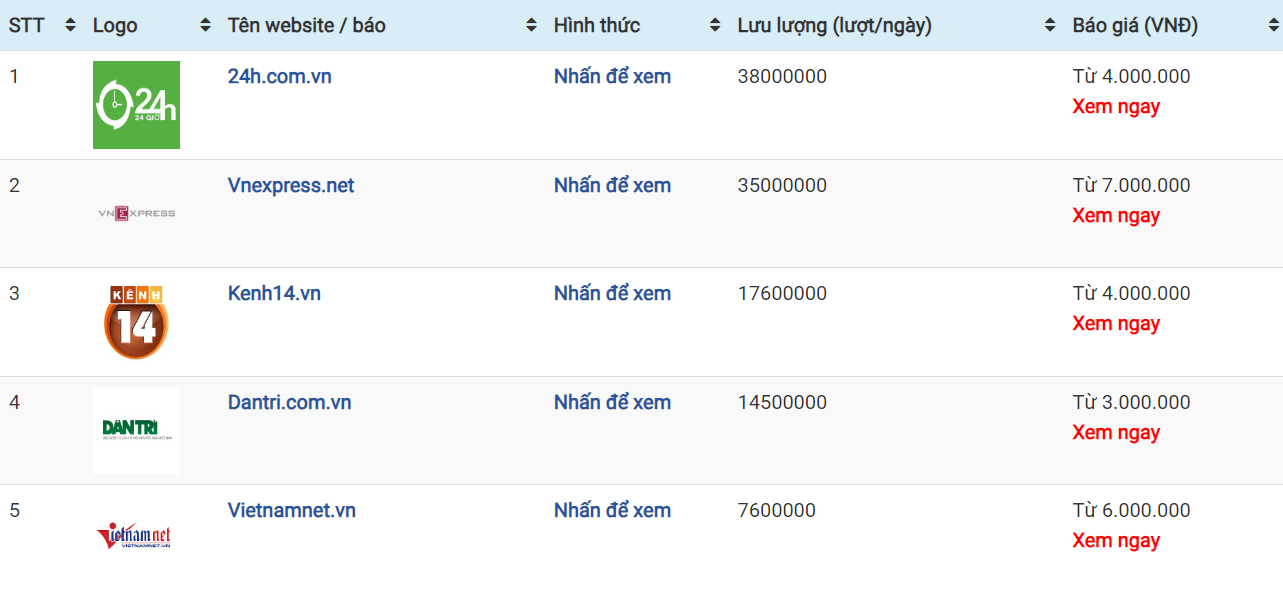 STT Logo Tên website / báo Hình thức Lưu lượng (lượt/ngày) Báo giá (VNĐ)
1 24h.com.vn Nhấn để xem 38000000 Từ 4.000.000
Xem ngay
24h
24 GIỜ
2 Vnexpress.net Nhấn để xem 35000000 Từ 7.000.000
Xem ngay
VNEXPRESS
3 Kenh14.vn Nhấn để xem 17600000 Từ 4.000.000
Xem ngay
KÊNH
14
4 Dantri.com.vn Nhấn để xem 14500000 Từ 3.000.000
Xem ngay
DÂN TRÍ
5 Vietnamnet.vn Nhấn để xem 7600000 Từ 6.000.000
Xem ngay
Vietnamnet
VIETNAMNET.VN